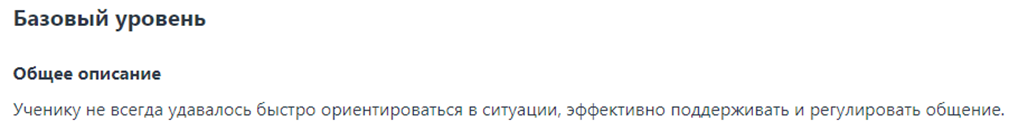 Базовый уровень
Общее описание
Ученику не всегда удавалось быстро ориентироваться в ситуации, эффективно поддерживать и регулировать общение.